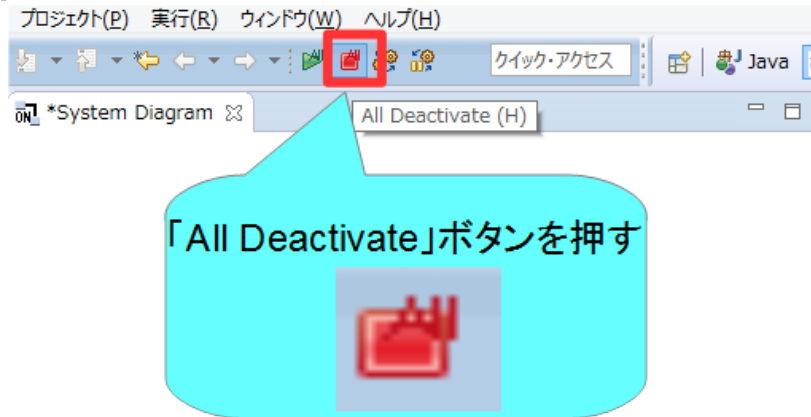 プロジェクト(P) 実行(R) ウィンドウ(W) ヘルプ(H)
クイック・アクセス Java
ON *System Diagram
All Deactivate (H)
「All Deactivate」ボタンを押す